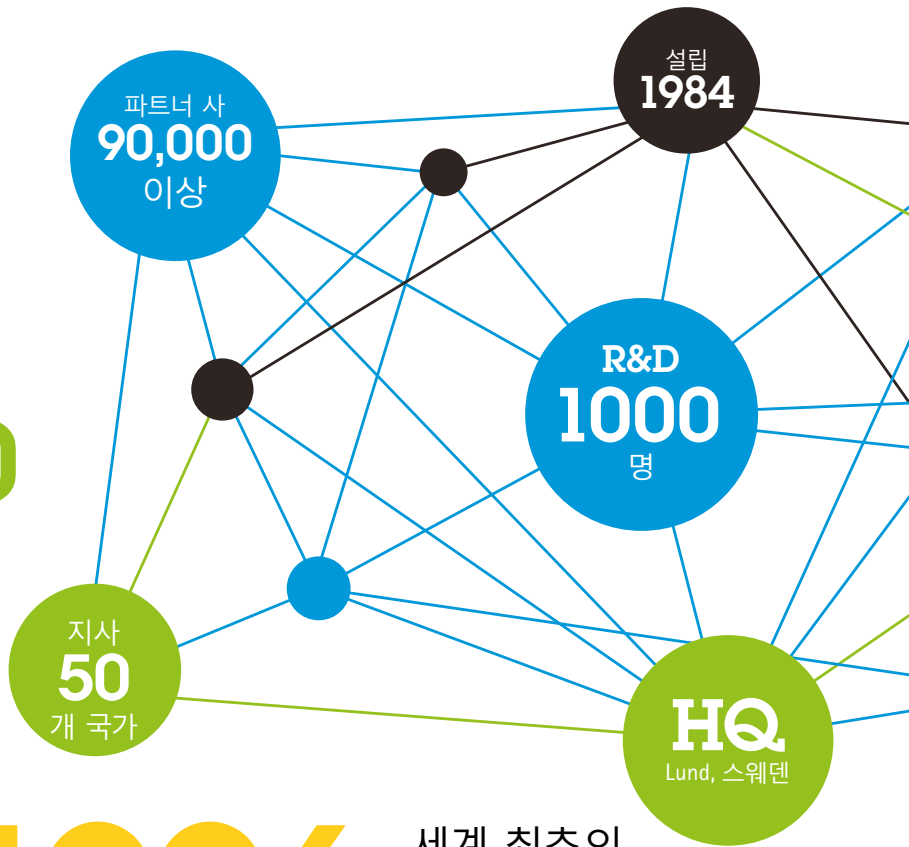 설립
1984
파트너 사
90,000
이상
R&D
1000
명
지사
50
개 국가
HQ
Lund, 스웨덴